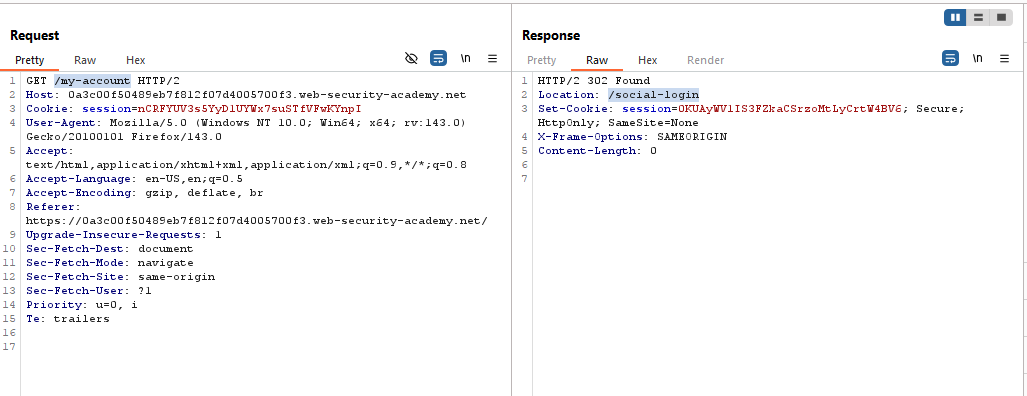 Request
Pretty Raw Hex
\n
1 GET /my-account HTTP/2
2 Host: 0a3c00f50489eb7f812f07d4005700f3.web-security-academy.net
3 Cookie: session=nCRFYUV3s5YyDlUYWx7suSTfVFwKYnpI
4 User-Agent: Mozilla/5.0 (Windows NT 10.0; Win64; x64; rv:143.0)
Gecko/20100101 Firefox/143.0
5 Accept:
text/html,application/xhtml+xml,application/xml;q=0.9,*/*;q=0.8
6 Accept-Language: en-US,en;q=0.5
7 Accept-Encoding: gzip, deflate, br
8 Referer:
https://0a3c00f50489eb7f812f07d4005700f3.web-security-academy.net/
9 Upgrade-Insecure-Requests: 1
10 Sec-Fetch-Dest: document
11 Sec-Fetch-Mode: navigate
12 Sec-Fetch-Site: same-origin
13 Sec-Fetch-User: ?1
14 Priority: u=0, i
15 Te: trailers
16
17
Response
Pretty Raw Hex Render
\n
1 HTTP/2 302 Found
2 Location: /social-login
3 Set-Cookie: session=0KUAyWVlIS3FZkaCSrzoMtLyCrtW4BV6; Secure;
HttpOnly; SameSite=None
4 X-Frame-Options: SAMEORIGIN
5 Content-Length: 0
6
7